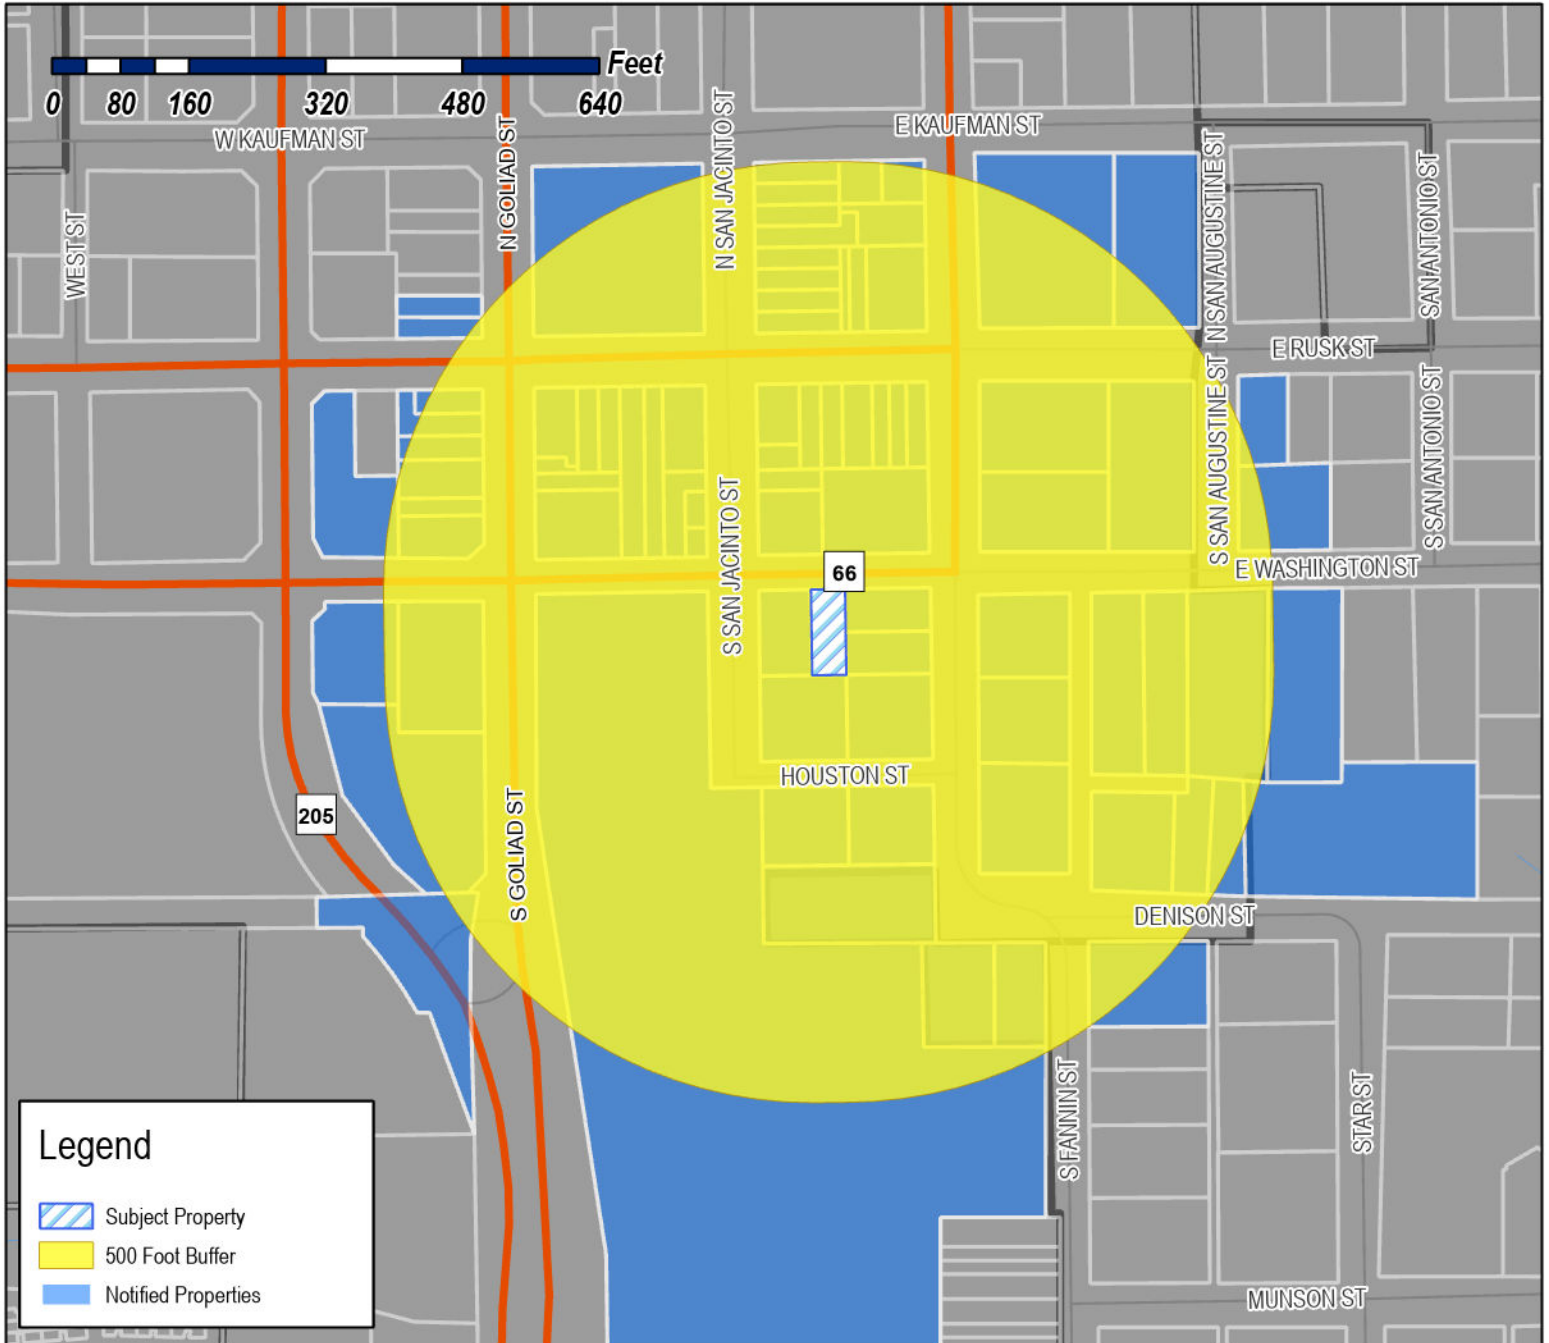 Feet
0 80 160 320 480 640
W KAUFMAN ST
E KAUFMAN ST
N GOLIAD ST
N SAN JACINTO ST
N SAN AUGUSTINE ST
SAN ANTONIO ST
WEST ST
E RUSK ST
S SAN AUGUSTINE ST
S SAN ANTONIO ST
S SAN JACINTO ST
66
E WASHINGTON ST
HOUSTON ST
205
S GOLIAD ST
DENISON ST
S FANNIN ST
STAR ST
MUNSON ST
Legend
Subject Property
500 Foot Buffer
Notified Properties